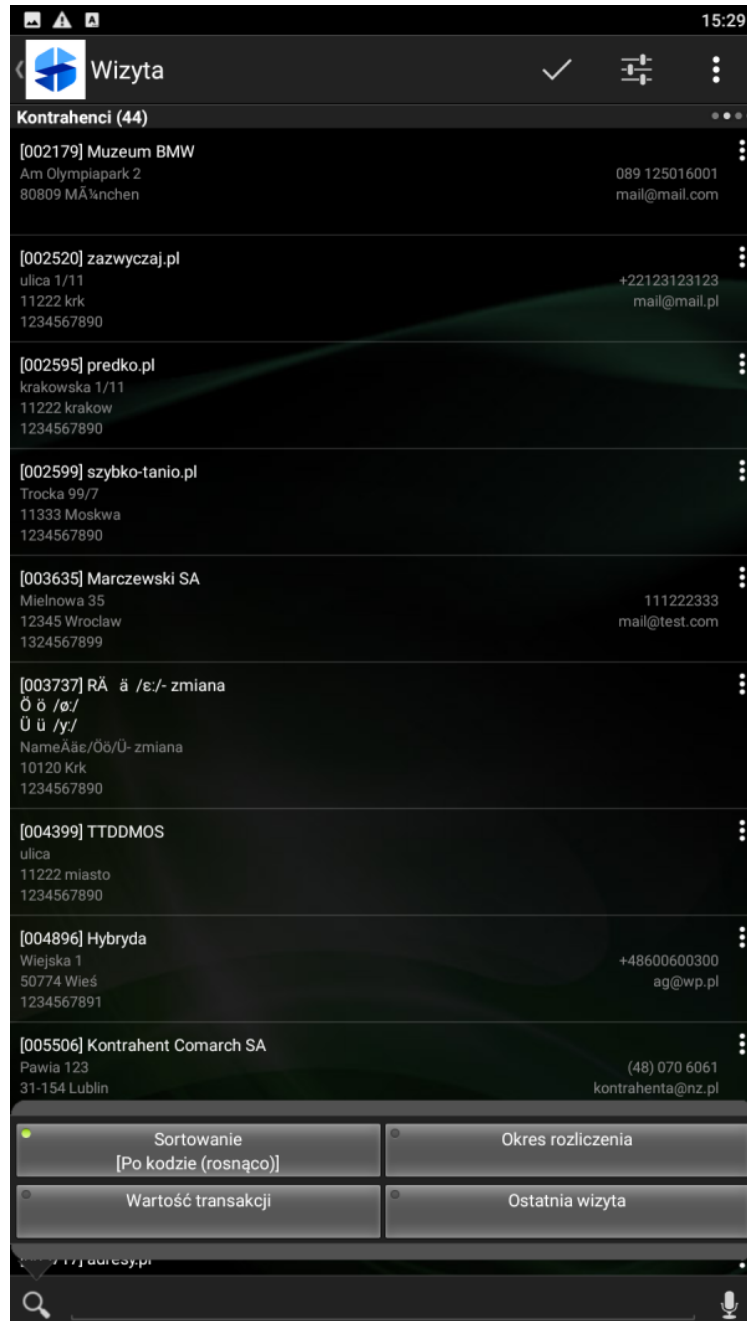 15:29
Wizyta
Kontrahenci (44)
[002179] Muzeum BMW
Am Olympiapark 2
089 125016001
80809 MÃ¼nchen
mail@mail.com
[002520] zazwyczaj.pl
ulica 1/11
+22123123123
11222 krk
mail@mail.pl
1234567890
[002595] predko.pl
krakowska 1/11
11222 krakow
1234567890
[002599] szybko-tanio.pl
Trocka 99/7
11333 Moskwa
1234567890
[003635] Marczewski SA
Mielnowa 35
111222333
12345 Wroclaw
mail@test.com
1324567899
[003737] RÄ ä /ɛ:/- zmiana
Ö ö /ø:/
Ü ü /y:/
NameÄäɛ/Öö/Ü- zmiana
10120 Krk
1234567890
[004399] TTDDMOS
ulica
11222 miasto
1234567890
[004896] Hybryda
Wiejska 1
+48600600300
50774 Wieś
ag@wp.pl
1234567891
[005506] Kontrahent Comarch SA
Pawia 123
(48) 070 6061
31-154 Lublin
kontrahenta@nz.pl
Sortowanie
[Po kodzie (rosnąco)]
Okres rozliczenia
Wartość transakcji
Ostatnia wizyta
adresy.pl